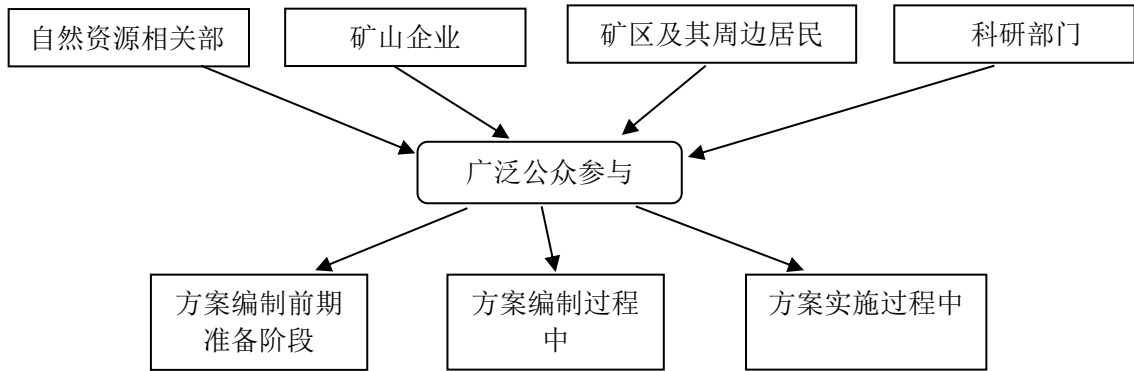 自然资源相关部
矿山企业
矿区及其周边居民
科研部门
广泛公众参与
方案编制前期
准备阶段
方案编制过程
中
方案实施过程中